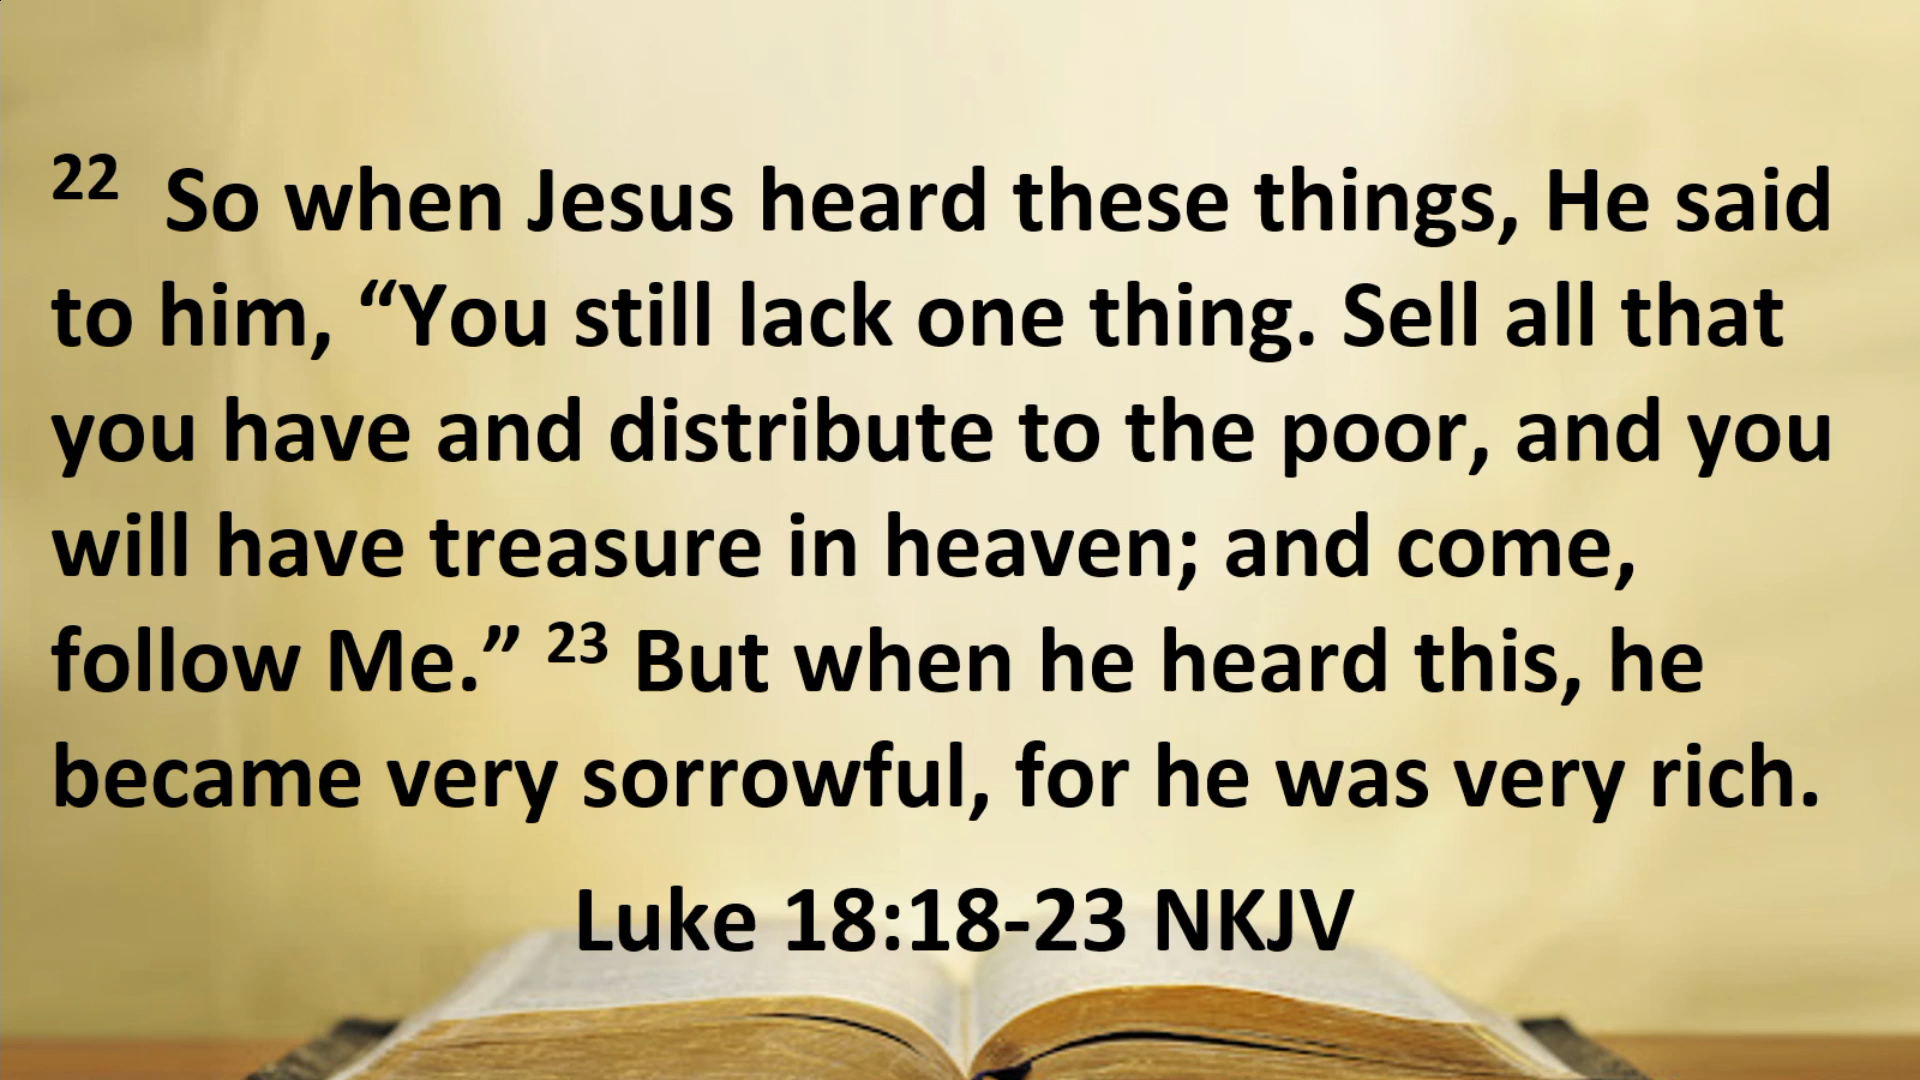 22 So when Jesus heard these things, He said
to him, “You still lack one thing. Sell all that
you have and distribute to the poor, and you
will have treasure in heaven; and come,
follow Me.” 23 But when he heard this, he
became very sorrowful, for he was very rich.
Luke 18:18-23 NKJV